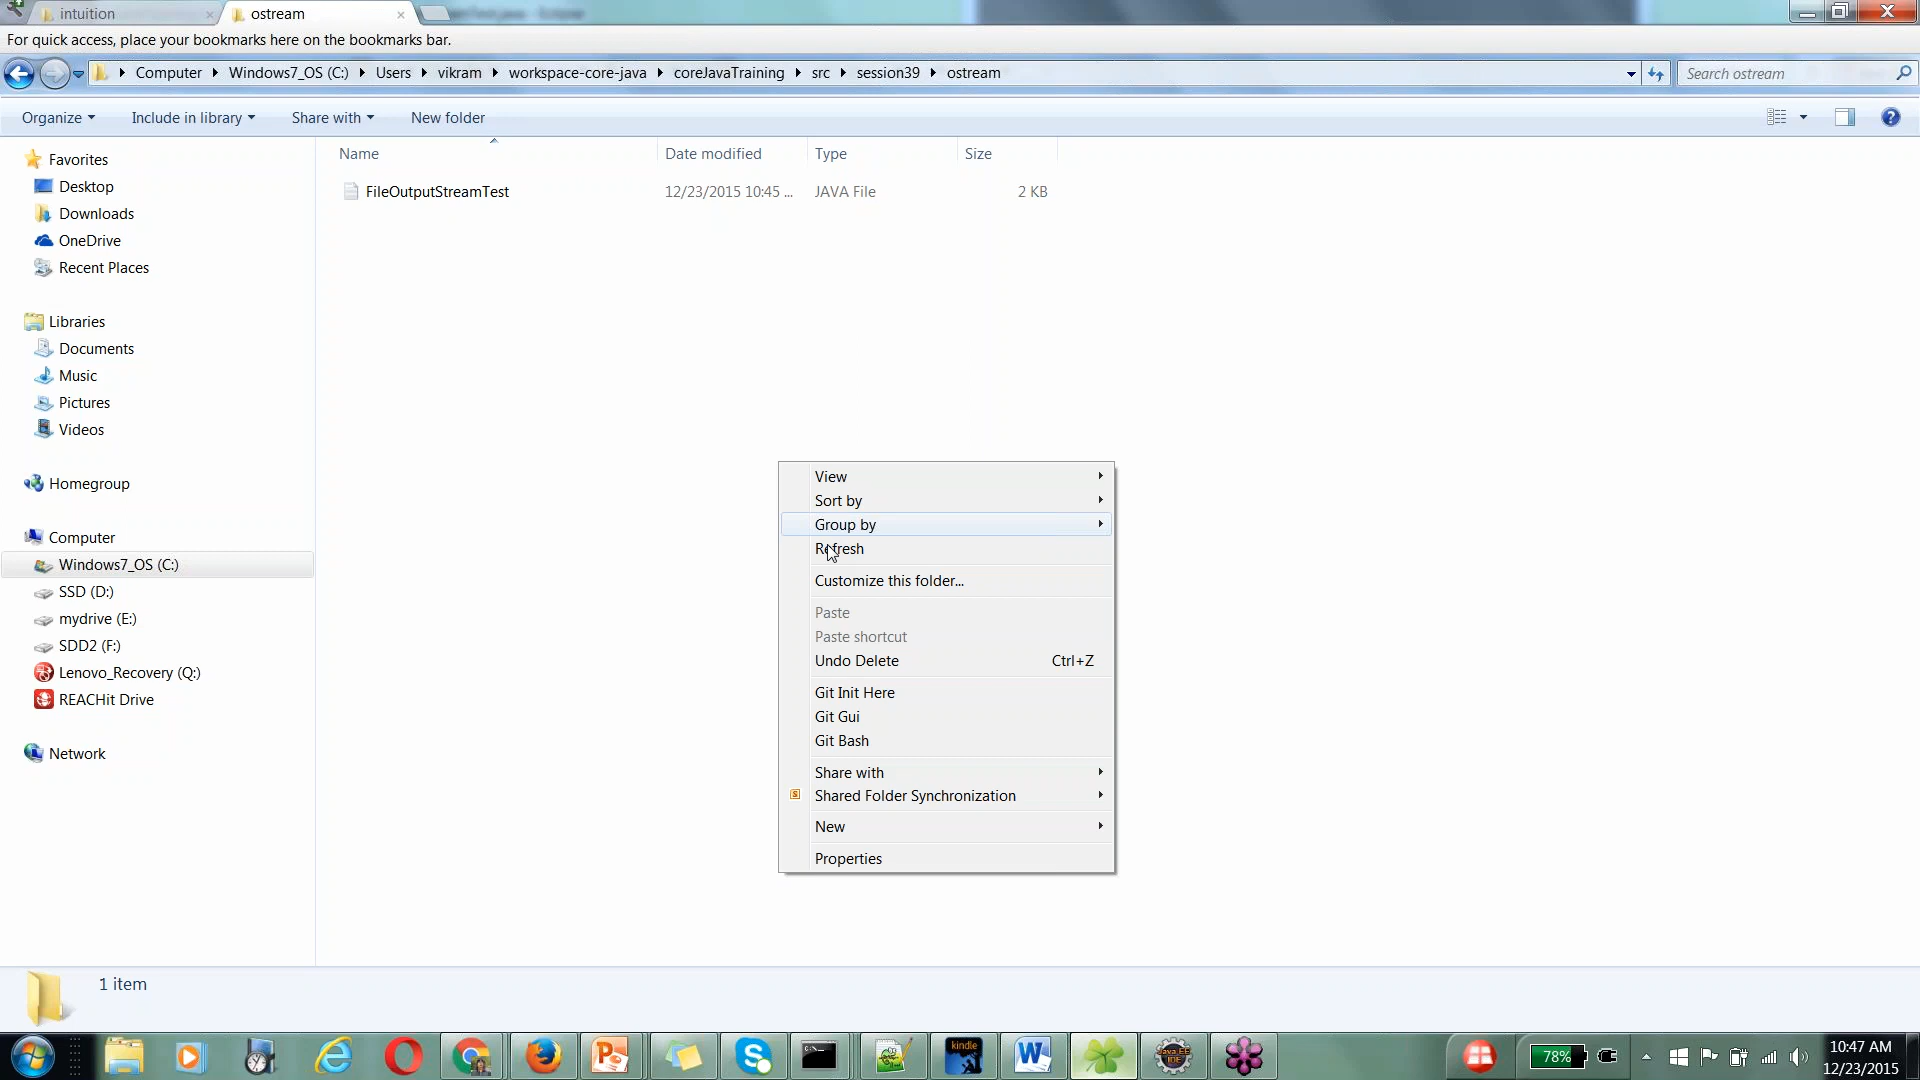 intuition
ostream
For quick access, place your bookmarks here on the bookmarks bar.
Computer Windows7_OS (C:) Users vikram workspace-core-java coreJavaTraining src session39 ostream
Search ostream
Organize Include in library Share with New folder
Name Date modified Type Size
FileOutputStreamTest 12/23/2015 10:45 ... JAVA File 2 KB
Favorites
Desktop
Downloads
OneDrive
Recent Places
Libraries
Documents
Music
Pictures
Videos
Homegroup
Computer
Windows7_OS (C:)
SSD (D:)
mydrive (E:)
SDD2 (F:)
Lenovo_Recovery (Q:)
REACHit Drive
Network
View
Sort by
Group by
Refresh
Customize this folder...
Paste
Paste shortcut
Undo Delete Ctrl+Z
Git Init Here
Git Gui
Git Bash
Share with
Shared Folder Synchronization
New
Properties
1 item
kindle
78%
10:47 AM
12/23/2015